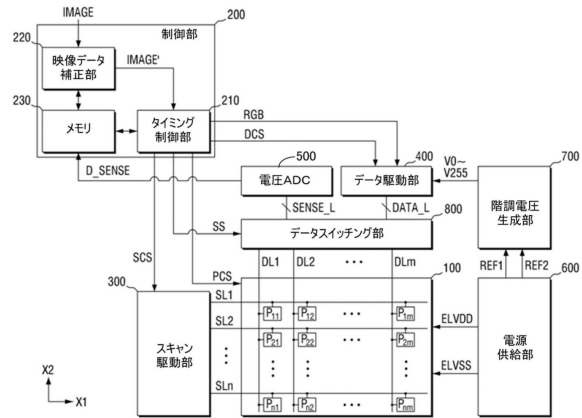 IMAGE
200
制御部
220
映像データ
補正部
IMAGE'
230
210
メモリ
タイミング
制御部
RGB
DCS
500
400
700
D_SENSE
電圧ADC
データ駆動部
V0~
V255
階調電圧
生成部
SENSE_L
DATA_L
800
SS
データスイッチング部
SCS
PCS
DL1
DL2
• • •
DLm
REF1
REF2
300
100
600
SL1
P11
P12
• • •
P1m
SL2
P21
P22
• • •
P2m
ELVDD
スキャン
駆動部
電源
供給部
ELVSS
SLn
Pn1
Pn2
• • •
Pnm
X2
X1